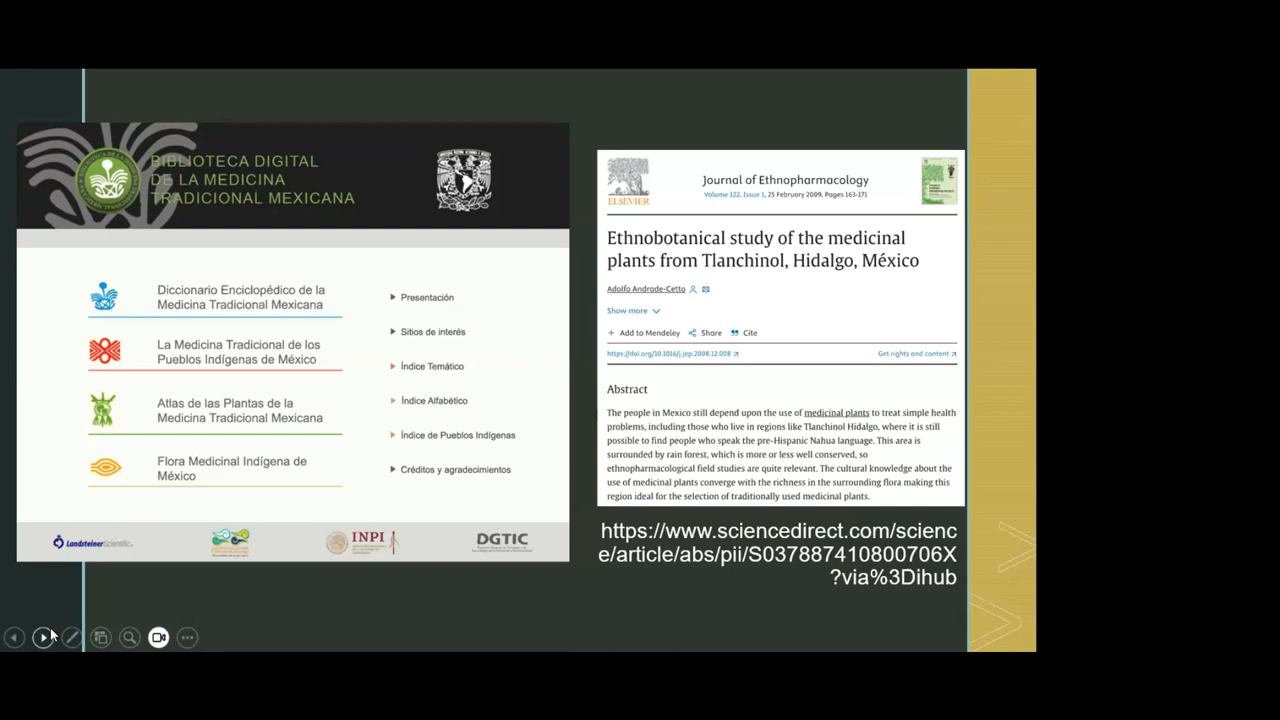 BIBLIOTECA DIGITAL
DE LA MEDICINA
TRADICIONAL MEXICANA
Diccionario Enciclopédico de la
Medicina Tradicional Mexicana
La Medicina Tradicional de los
Pueblos Indígenas de México
Atlas de las Plantas de la
Medicina Tradicional Mexicana
Flora Medicinal Indígena de
México
Presentación
Sitios de interés
Índice Temático
Índice Alfabético
Índice de Pueblos Indígenas
Créditos y agradecimientos
Landsteiner Scientific
INPI
DGTIC
ELSEVIER
Journal of Ethnopharmacology
Volume 122, Issue 1, 25 February 2009, Pages 163-171
Ethnobotanical study of the medicinal
plants from Tlanchinol, Hidalgo, México
Adolfo Andrade-Cetto
Show more
Add to Mendeley Share Cite
https://doi.org/10.1016/j.jep.2008.12.008
Get rights and content
Abstract
The people in Mexico still depend upon the use of medicinal plants to treat simple health
problems, including those who live in regions like Tlanchinol Hidalgo, where it is still
possible to find people who speak the pre-Hispanic Nahua language. This area is
surrounded by rain forest, which is more or less well conserved, so
ethnopharmacological field studies are quite relevant. The cultural knowledge about the
use of medicinal plants converge with the richness in the surrounding flora making this
region ideal for the selection of traditionally used medicinal plants.
https://www.sciencedirect.com/scienc
e/article/abs/pii/S037887410800706X
?via%3Dihub